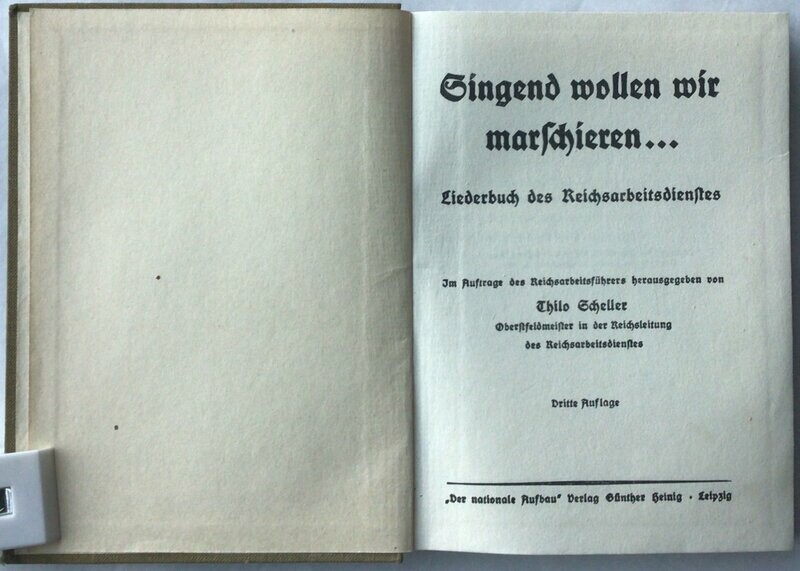 Singend wollen wir
marschieren...
Liederbuch des Reichsarbeitsdienstes
Im Auftrage des Reichsarbeitsführers herausgegeben von
Thilo Scheller
Oberstfeldmeister in der Reichsleitung
des Reichsarbeitsdienstes
Dritte Auflage
„Der nationale Aufbau“ Verlag Günther Heinig · Leipzig